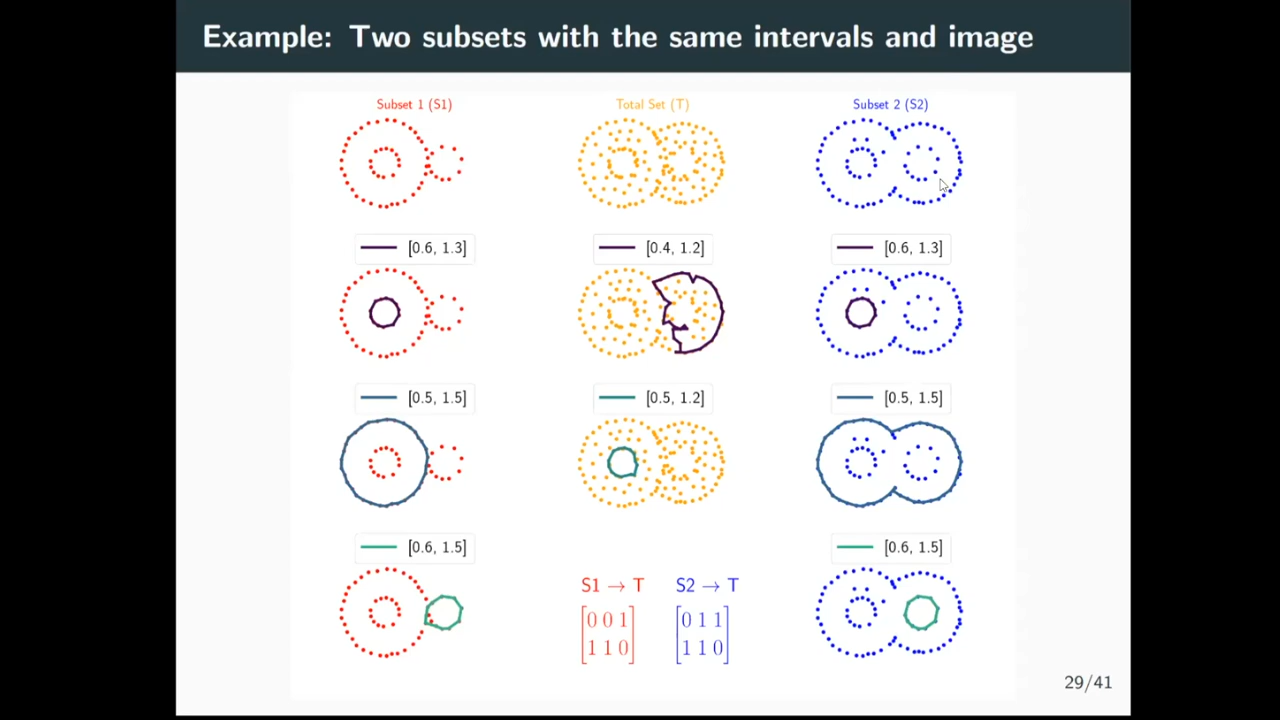 Example: Two subsets with the same intervals and image
Subset 1 (S1)
Total Set (T)
Subset 2 (S2)
[0.6, 1.3]
[0.4, 1.2]
[0.6, 1.3]
[0.5, 1.5]
[0.5, 1.2]
[0.5, 1.5]
[0.6, 1.5]
[0.6, 1.5]
S1 → T
S2 → T
[0 0 1
1 1 0]
[0 1 1
1 1 0]
29/41